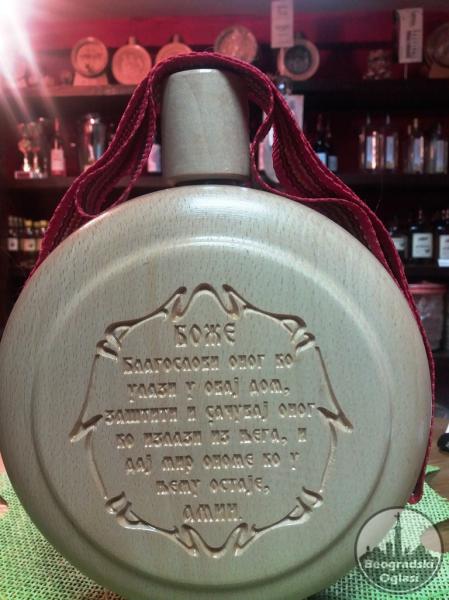 БОЖЕ
БЛАГОСЛОВИ ОНОГ КО
УЛАЗИ У ОВАЈ ДОМ,
ЗАШТИТИ И САЧУВАЈ ОНОГ
КО ИЗЛАЗИ ИЗ ЊЕГА, И
ДАЈ МИР ОНОМЕ КО У
ЊЕМУ ОСТАЈЕ,
АМИН.
Beogradski
Oglasi